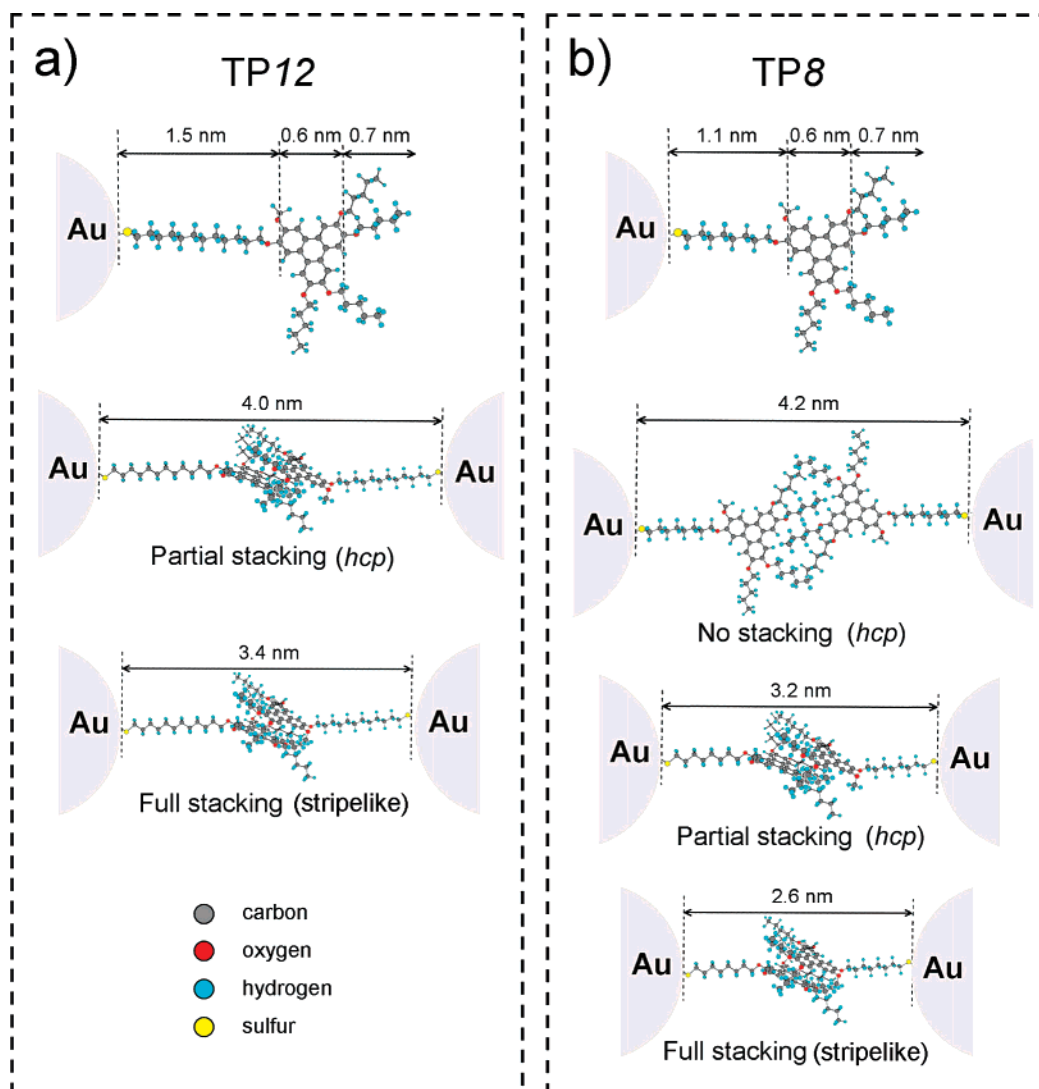 a)
TP12
1.5 nm 0.6 nm 0.7 nm
Au
4.0 nm
Au Au
Partial stacking (hcp)
3.4 nm
Au Au
Full stacking (stripelike)
carbon
oxygen
hydrogen
sulfur
b)
TP8
1.1 nm 0.6 nm 0.7 nm
Au
4.2 nm
Au Au
No stacking (hcp)
3.2 nm
Au Au
Partial stacking (hcp)
2.6 nm
Au Au
Full stacking (stripelike)